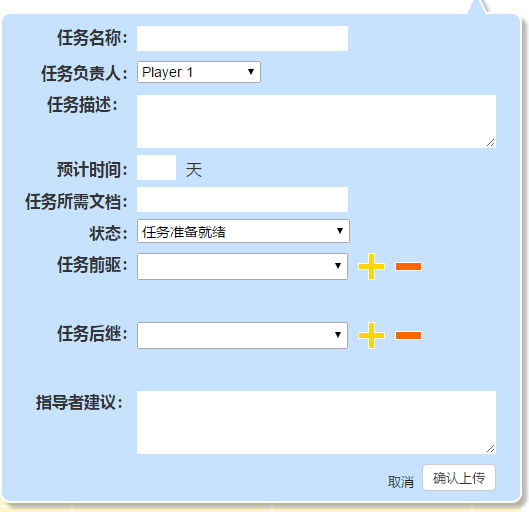 任务名称：
任务负责人： Player 1
任务描述：
预计时间： 天
任务所需文档：
状态： 任务准备就绪
任务前驱：
任务后继：
指导者建议：
取消 确认上传